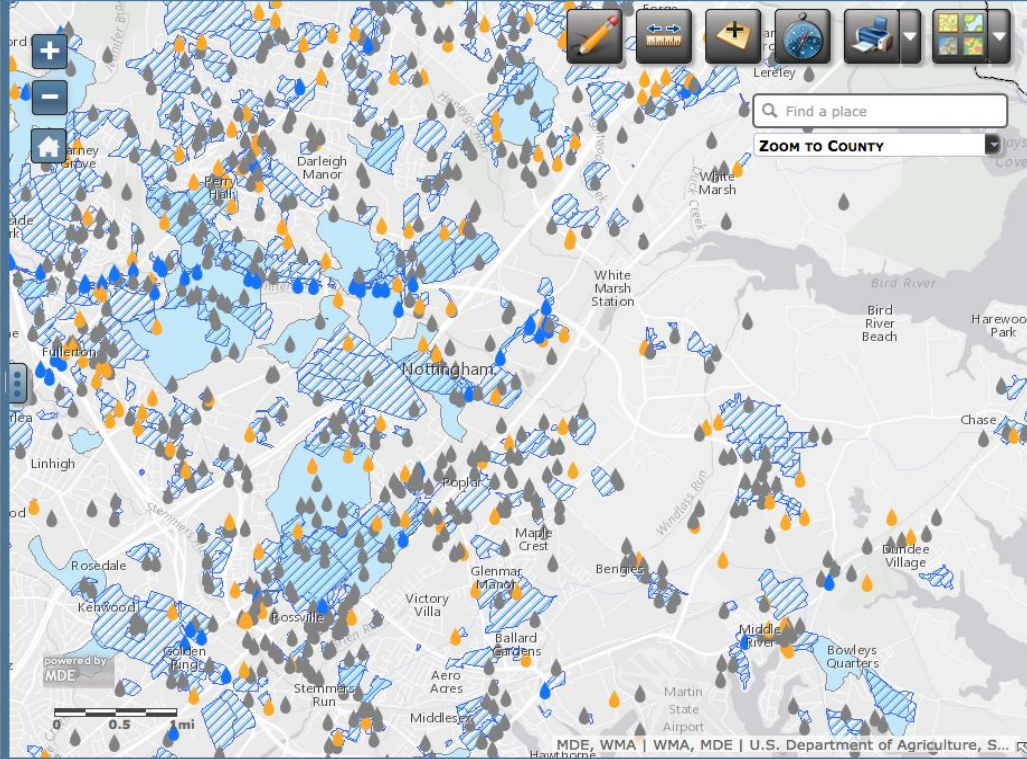 Forge
Lereley
Find a place
ZOOM TO COUNTY
Grove
Darleigh
Manor
Perry
Hall
White
Marsh
White
Marsh
Station
Bird River
Bird
River
Beach
Harewoo
Park
Fullerton
Nottingham
Chase
Linhigh
Poplar
Windlass Run
Maple
Crest
Rosedale
Glenmar
Manor
Bengies
Dundee
Village
Kenwood
Victory
Villa
Rossville
Golden
Ring
Ballard
Gardens
Middle
River
Bowleys
Quarters
powered by
MDE
Stemmers
Run
Aero
Acres
Martin
State
Airport
Middlesex
0 0.5 1mi
MDE, WMA | WMA, MDE | U.S. Department of Agriculture, S...
Hawthorne